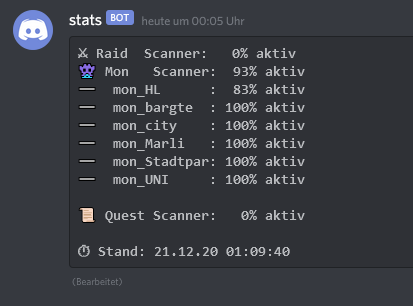 stats BOT heute um 00:05 Uhr
⚔ Raid Scanner: 0% aktiv
👾 Mon Scanner: 93% aktiv
— mon_HL : 83% aktiv
— mon_bargte : 100% aktiv
— mon_city : 100% aktiv
— mon_Marli : 100% aktiv
— mon_Stadtpar: 100% aktiv
— mon_UNI : 100% aktiv
📜 Quest Scanner: 0% aktiv
⏱ Stand: 21.12.20 01:09:40
(Bearbeitet)